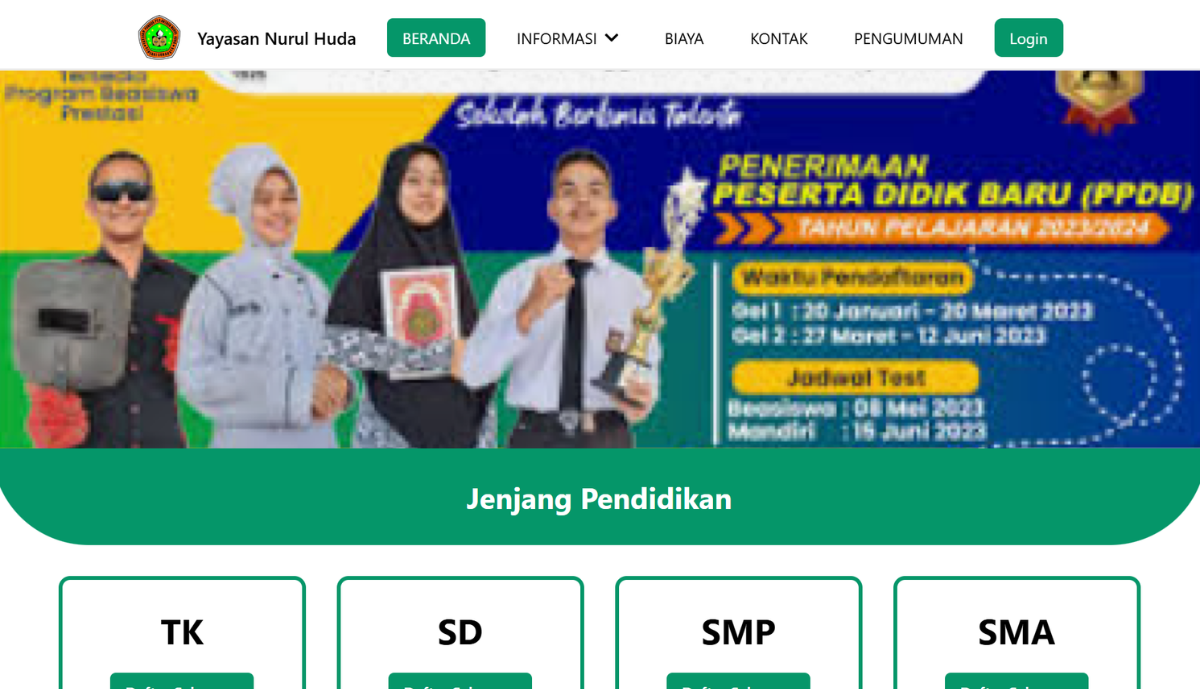 Yayasan Nurul Huda
BERANDA
INFORMASI
BIAYA
KONTAK
PENGUMUMAN
Login
Tersedia
Program Beasiswa
Prestasi
Sekolah Berbasis Talenta
PENERIMAAN
PESERTA DIDIK BARU (PPDB)
TAHUN PELAJARAN 2023/2024
Waktu Pendaftaran
Gel 1 : 20 Januari - 20 Maret 2023
Gel 2 : 27 Maret - 12 Juni 2023
Jadwal Test
Beasiswa : 08 Mei 2023
Mandiri : 15 Juni 2023
Jenjang Pendidikan
TK
SD
SMP
SMA